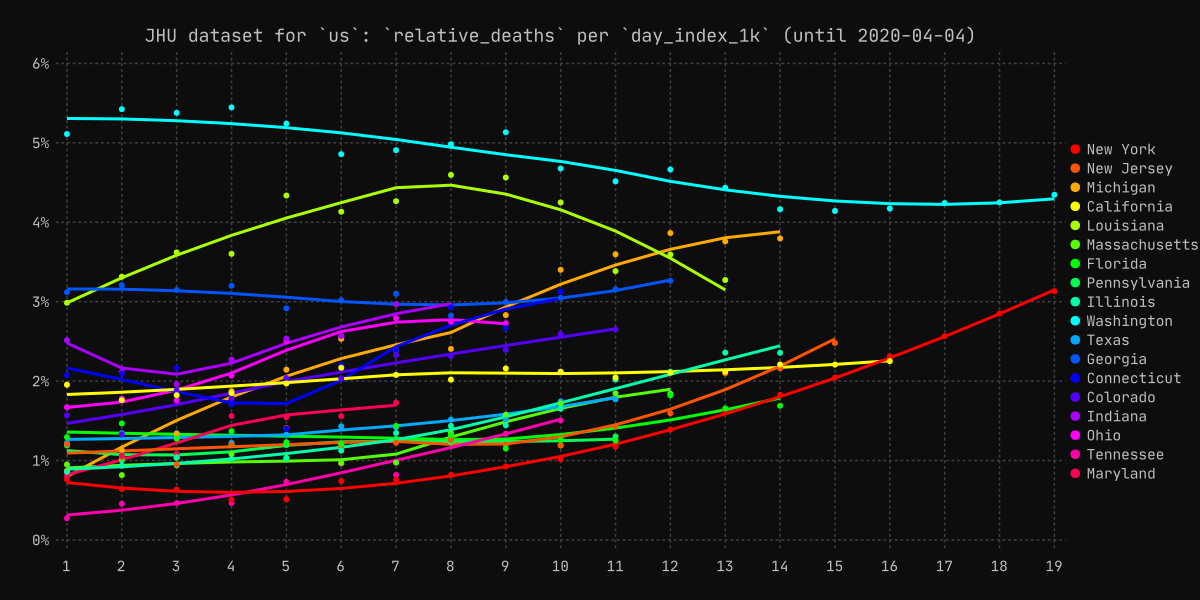 JHU dataset for `us`: `relative_deaths` per `day_index_1k` (until 2020-04-04)
6%
5%
4%
3%
2%
1%
0%
1 2 3 4 5 6 7 8 9 10 11 12 13 14 15 16 17 18 19
New York
New Jersey
Michigan
California
Louisiana
Massachusetts
Florida
Pennsylvania
Illinois
Washington
Texas
Georgia
Connecticut
Colorado
Indiana
Ohio
Tennessee
Maryland